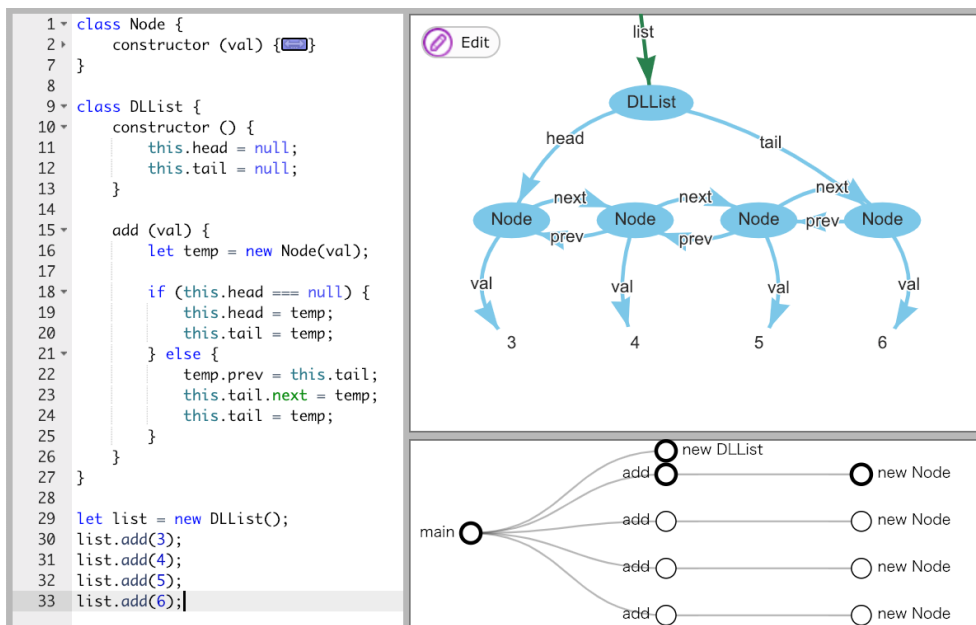 1 class Node {
2 constructor (val) {}
7 }
8
9 class DLList {
10 constructor () {
11 this.head = null;
12 this.tail = null;
13 }
14
15 add (val) {
16 let temp = new Node(val);
17
18 if (this.head === null) {
19 this.head = temp;
20 this.tail = temp;
21 } else {
22 temp.prev = this.tail;
23 this.tail.next = temp;
24 this.tail = temp;
25 }
26 }
27 }
28
29 let list = new DLList();
30 list.add(3);
31 list.add(4);
32 list.add(5);
33 list.add(6);
Edit
list
DLList
head tail
next next next
Node Node Node Node
prev prev prev
val val val val
3 4 5 6
new DLList
add new Node
main
add new Node
add new Node
add new Node